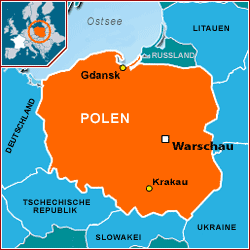 Ostsee
LITAUEN
RUSSLAND
Gdansk
DEUTSCHLAND
POLEN
Warschau
Krakau
TSCHECHISCHE
REPUBLIK
UKRAINE
SLOWAKEI